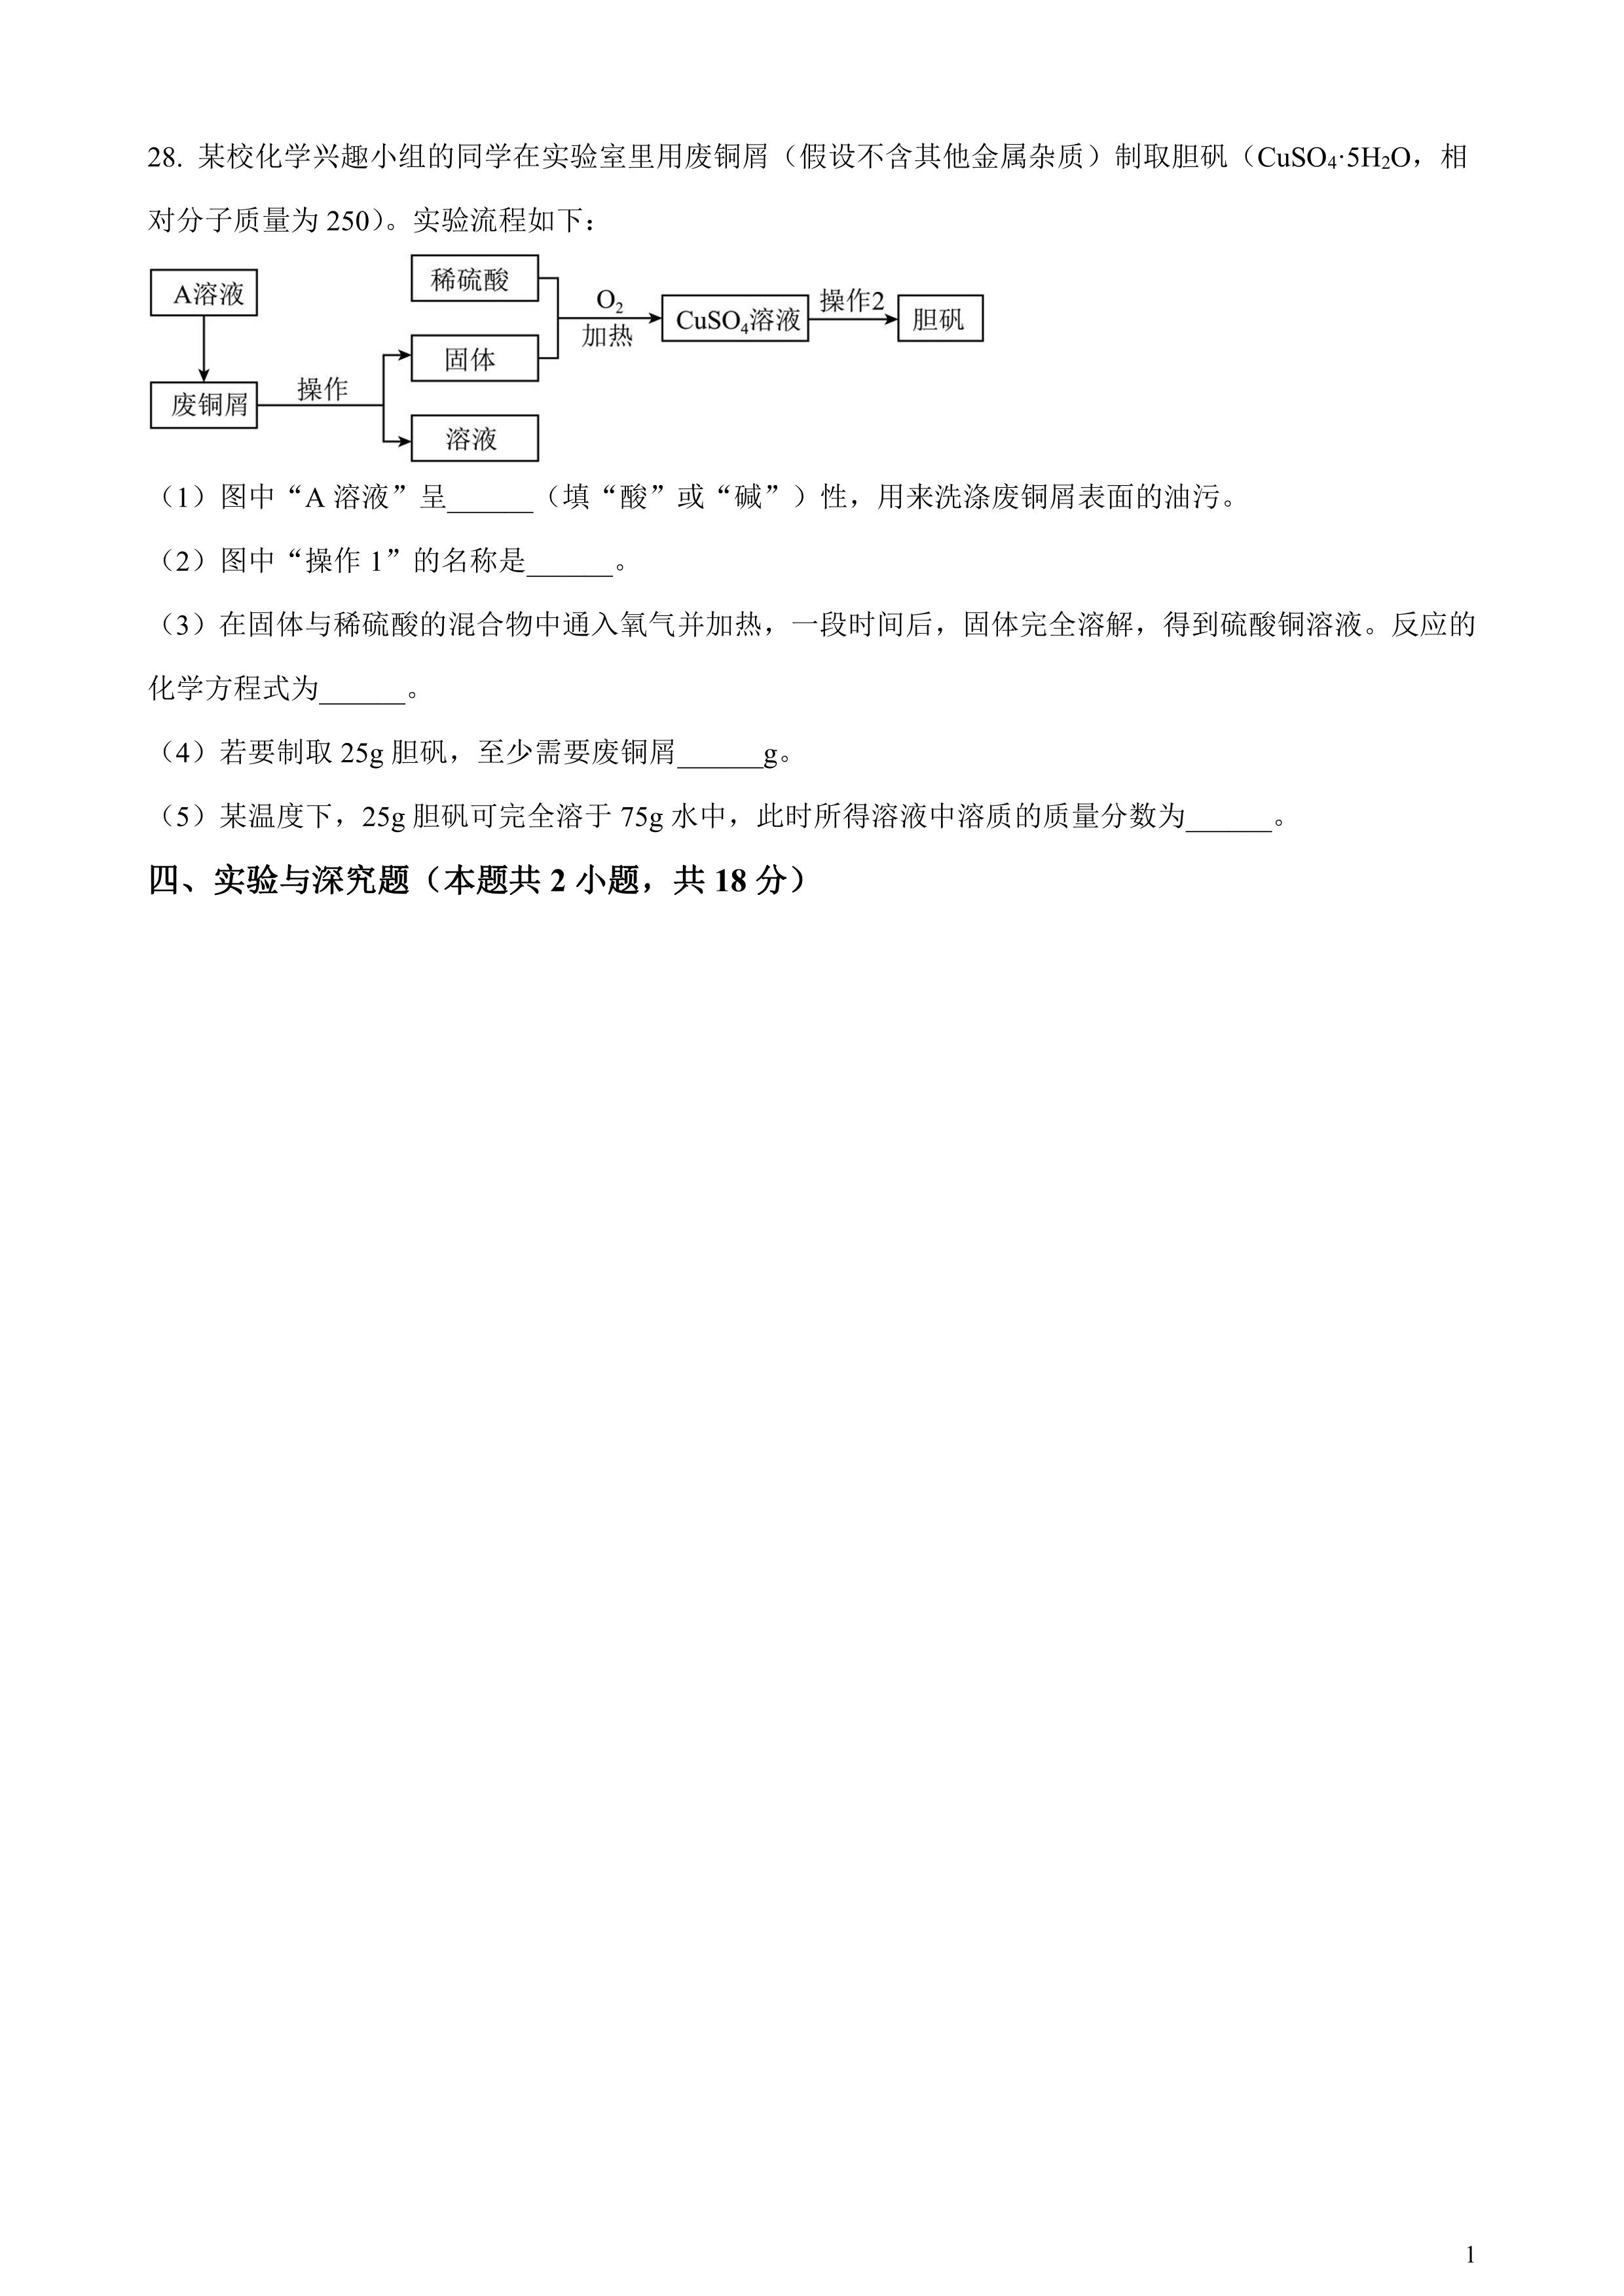 28. 某校化学兴趣小组的同学在实验室里用废铜屑（假设不含其他金属杂质）制取胆矾（CuSO₄·5H₂O，相
对分子质量为 250）。实验流程如下：
A溶液
稀硫酸
O₂
加热
CuSO₄溶液
操作2
胆矾
固体
废铜屑
操作
溶液
（1）图中“A 溶液”呈______（填“酸”或“碱”）性，用来洗涤废铜屑表面的油污。
（2）图中“操作 1”的名称是______。
（3）在固体与稀硫酸的混合物中通入氧气并加热，一段时间后，固体完全溶解，得到硫酸铜溶液。反应的
化学方程式为______。
（4）若要制取 25g 胆矾，至少需要废铜屑______g。
（5）某温度下，25g 胆矾可完全溶于 75g 水中，此时所得溶液中溶质的质量分数为______。
四、实验与深究题（本题共 2 小题，共 18 分）
1